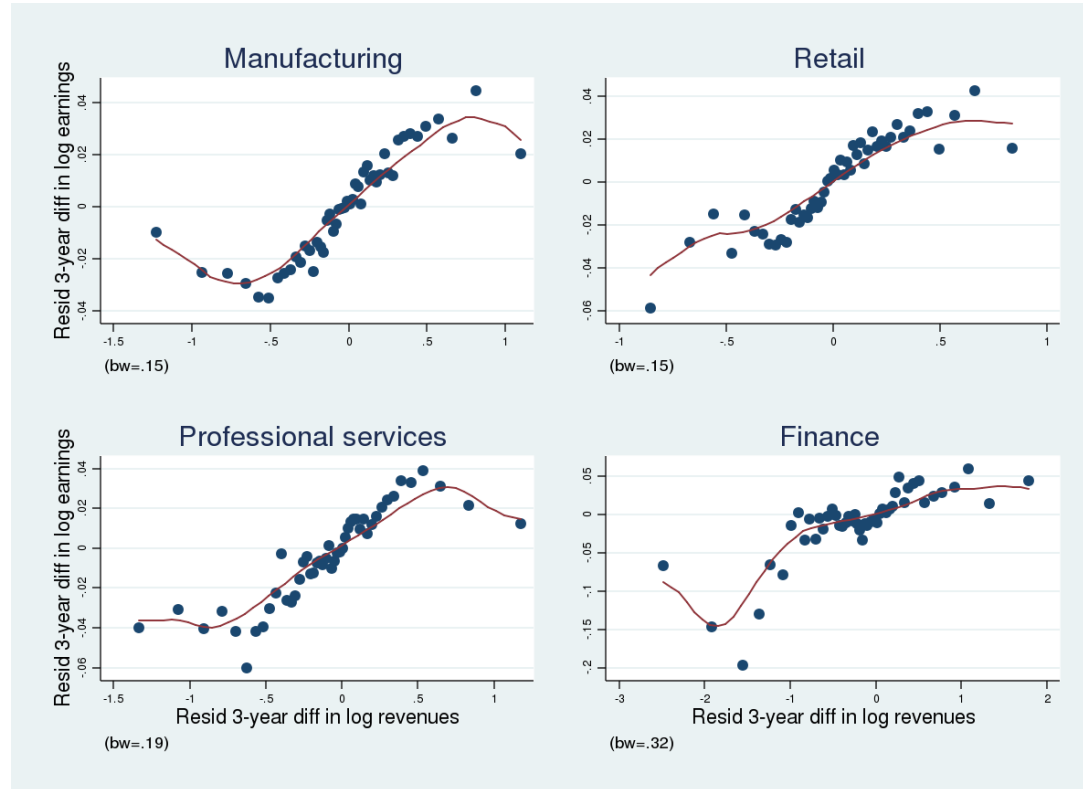 Manufacturing
Resid 3-year diff in log earnings
.04
.02
0
-.02
-.04
-1.5 -1 -.5 0 .5 1
(bw=.15)
Retail
.04
.02
0
-.02
-.04
-.06
-1 -.5 0 .5 1
(bw=.15)
Professional services
Resid 3-year diff in log earnings
.04
.02
0
-.02
-.04
-.06
-1.5 -1 -.5 0 .5 1
Resid 3-year diff in log revenues
(bw=.19)
Finance
.05
0
-.05
-.1
-.15
-.2
-3 -2 -1 0 1 2
Resid 3-year diff in log revenues
(bw=.32)